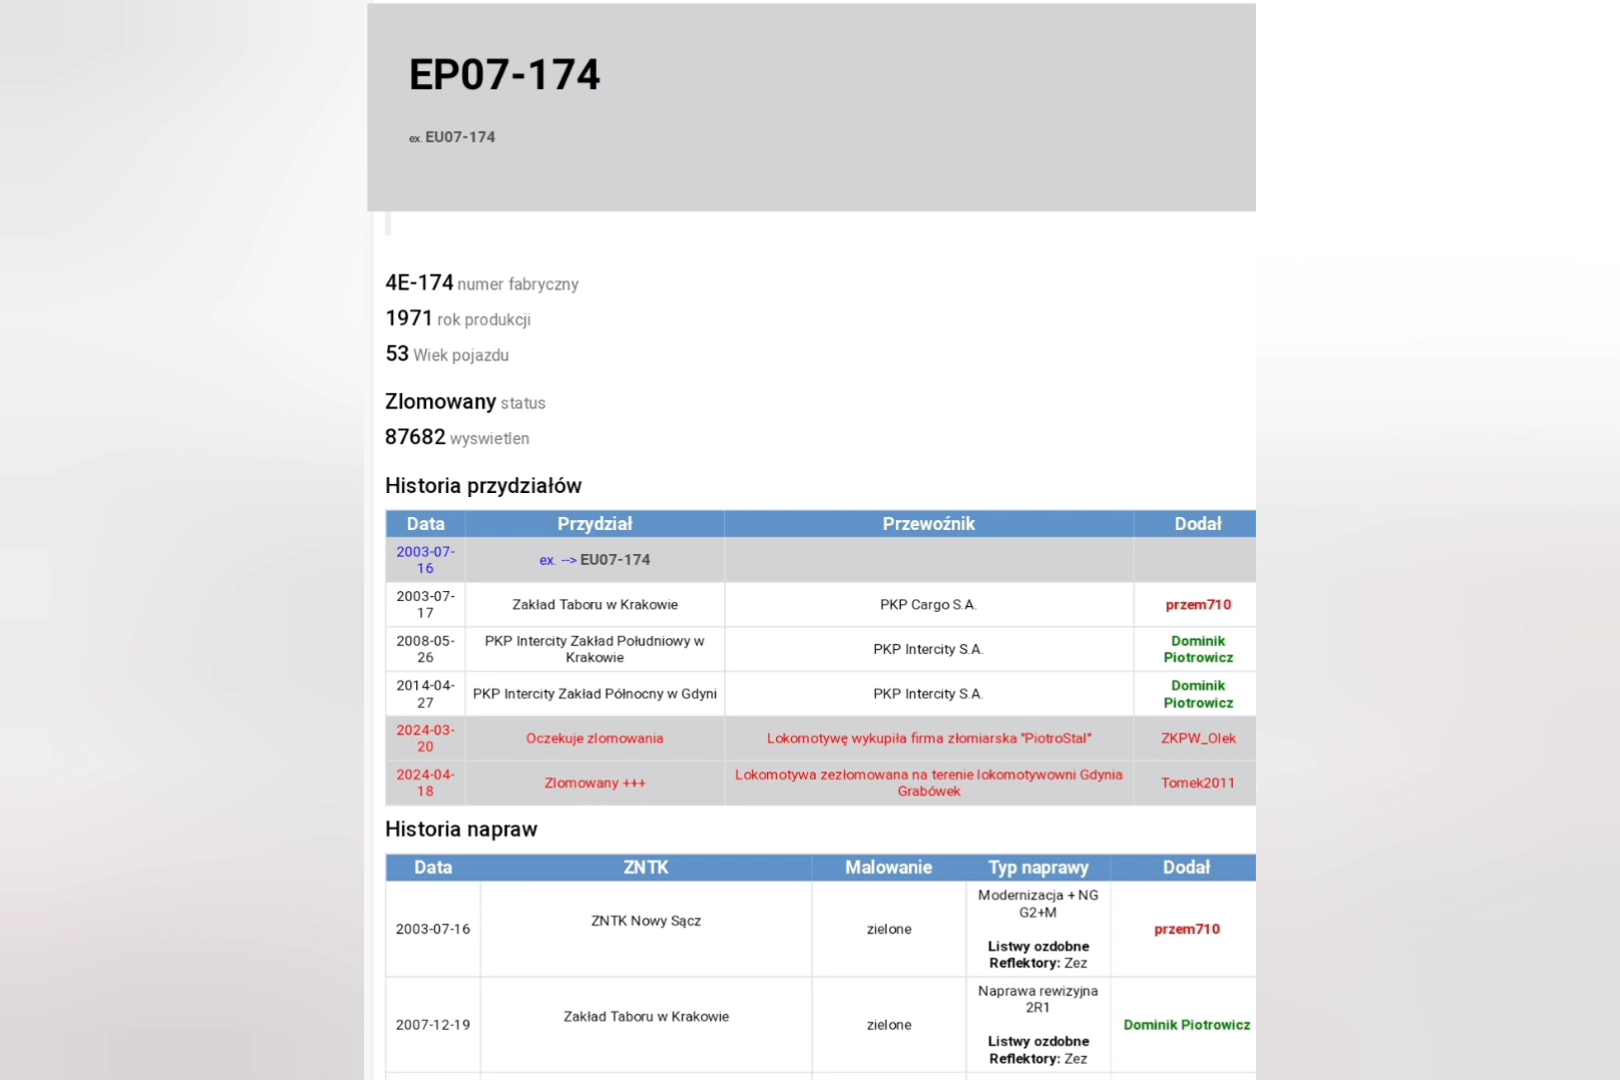 EP07-174
ex. EU07-174
4E-174 numer fabryczny
1971 rok produkcji
53 Wiek pojazdu
Zlomowany status
87682 wyswietlen
Historia przydziałów
Data Przydział Przewoźnik Dodał
2003-07-16 ex. --> EU07-174
2003-07-17 Zakład Taboru w Krakowie PKP Cargo S.A. przem710
2008-05-26 PKP Intercity Zakład Południowy w Krakowie PKP Intercity S.A. Dominik Piotrowicz
2014-04-27 PKP Intercity Zakład Północny w Gdyni PKP Intercity S.A. Dominik Piotrowicz
2024-03-20 Oczekuje zlomowania Lokomotywę wykupiła firma złomiarska "PiotroStal" ZKPW_Olek
2024-04-18 Zlomowany +++ Lokomotywa zezłomowana na terenie lokomotywowni Gdynia Grabówek Tomek2011
Historia napraw
Data ZNTK Malowanie Typ naprawy Dodał
2003-07-16 ZNTK Nowy Sącz zielone Modernizacja + NG G2+M Listwy ozdobne Reflektory: Zez przem710
2007-12-19 Zakład Taboru w Krakowie zielone Naprawa rewizyjna 2R1 Listwy ozdobne Reflektory: Zez Dominik Piotrowicz